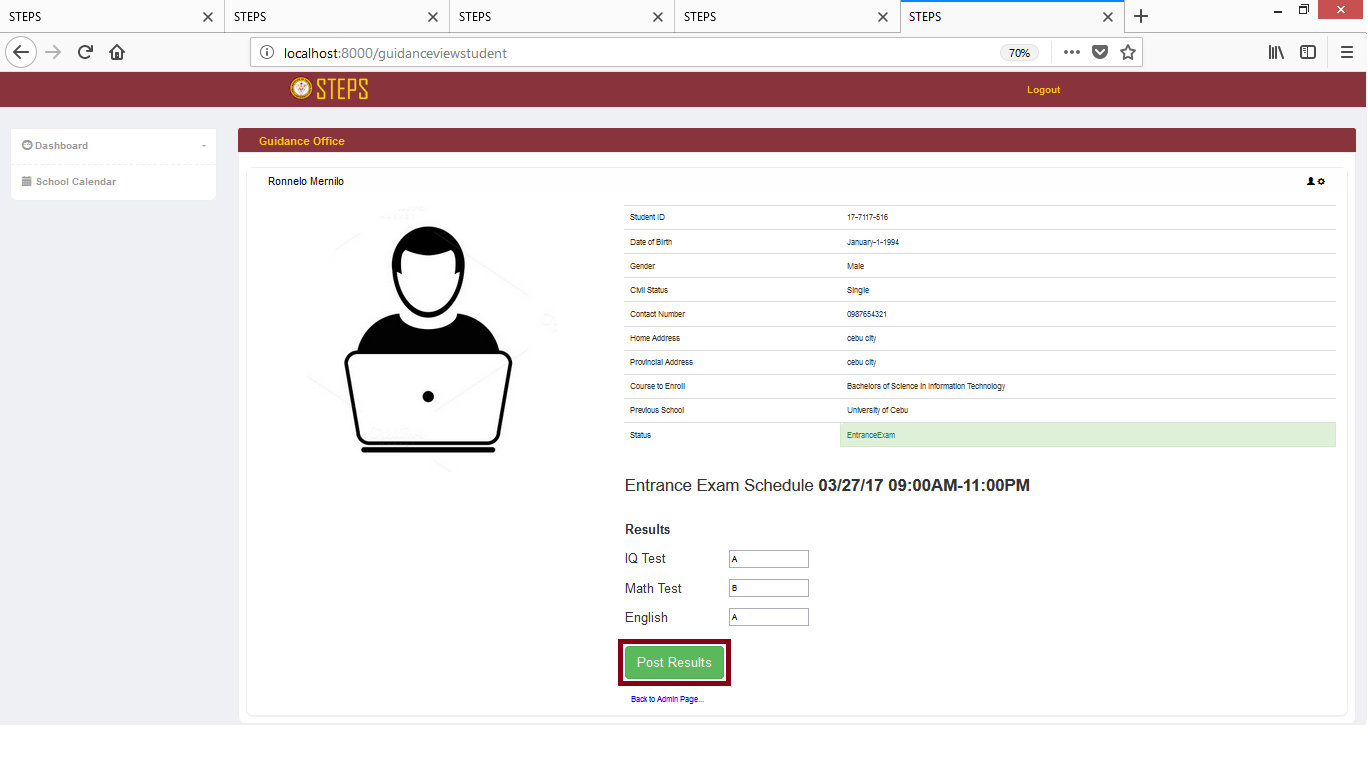 STEPS STEPS STEPS STEPS STEPS
localhost:8000/guidanceviewstudent 70%
STEPS Logout
Dashboard
School Calendar
Guidance Office
Ronnelo Mernilo
Student ID 17-7117-516
Date of Birth January-1-1994
Gender Male
Civil Status Single
Contact Number 0987654321
Home Address cebu city
Provincial Address cebu city
Course to Enroll Bachelors of Science in Information Technology
Previous School University of Cebu
Status EntranceExam
Entrance Exam Schedule 03/27/17 09:00AM-11:00PM
Results
IQ Test A
Math Test B
English A
Post Results
Back to Admin Page...